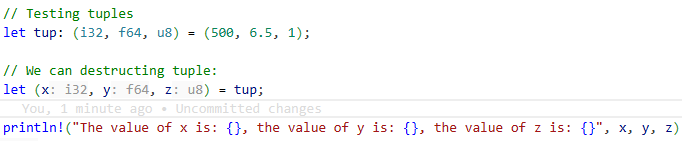 // Testing tuples
let tup: (i32, f64, u8) = (500, 6.5, 1);
// We can destructing tuple:
let (x: i32, y: f64, z: u8) = tup;
You, 1 minute ago • Uncommitted changes
println!("The value of x is: {}, the value of y is: {}, the value of z is: {}", x, y, z)